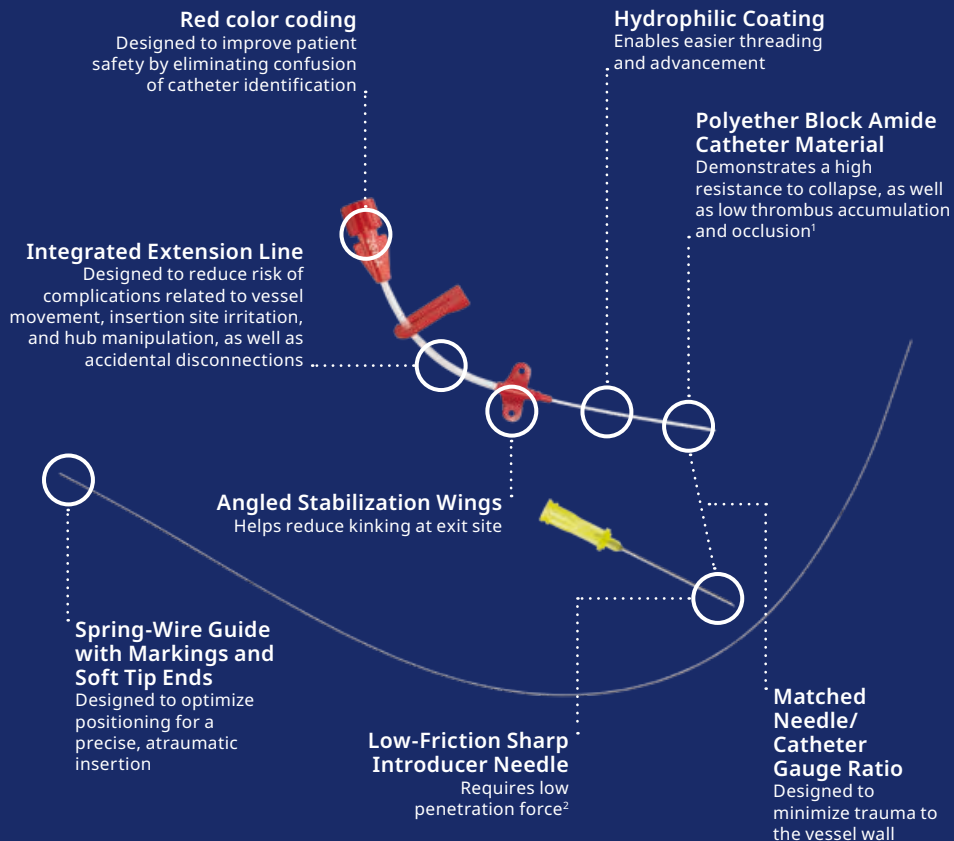 Red color coding
Designed to improve patient
safety by eliminating confusion
of catheter identification
Hydrophilic Coating
Enables easier threading
and advancement
Polyether Block Amide
Catheter Material
Demonstrates a high
resistance to collapse, as well
as low thrombus accumulation
and occlusion¹
Integrated Extension Line
Designed to reduce risk of
complications related to vessel
movement, insertion site irritation,
and hub manipulation, as well as
accidental disconnections
Angled Stabilization Wings
Helps reduce kinking at exit site
Spring-Wire Guide
with Markings and
Soft Tip Ends
Designed to optimize
positioning for a
precise, atraumatic
insertion
Low-Friction Sharp
Introducer Needle
Requires low
penetration force²
Matched
Needle/
Catheter
Gauge Ratio
Designed to
minimize trauma to
the vessel wall